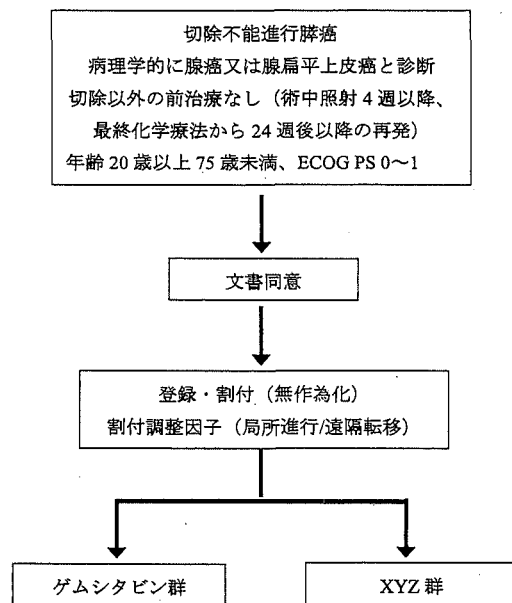 切除不能進行膵癌
病理学的に腺癌又は腺扁平上皮癌と診断
切除以外の前治療なし（術中照射 4 週以降、
最終化学療法から 24 週後以降の再発）
年齢 20 歳以上 75 歳未満、ECOG PS 0～1
文書同意
登録・割付（無作為化）
割付調整因子（局所進行/遠隔転移）
ゲムシタビン群
XYZ 群